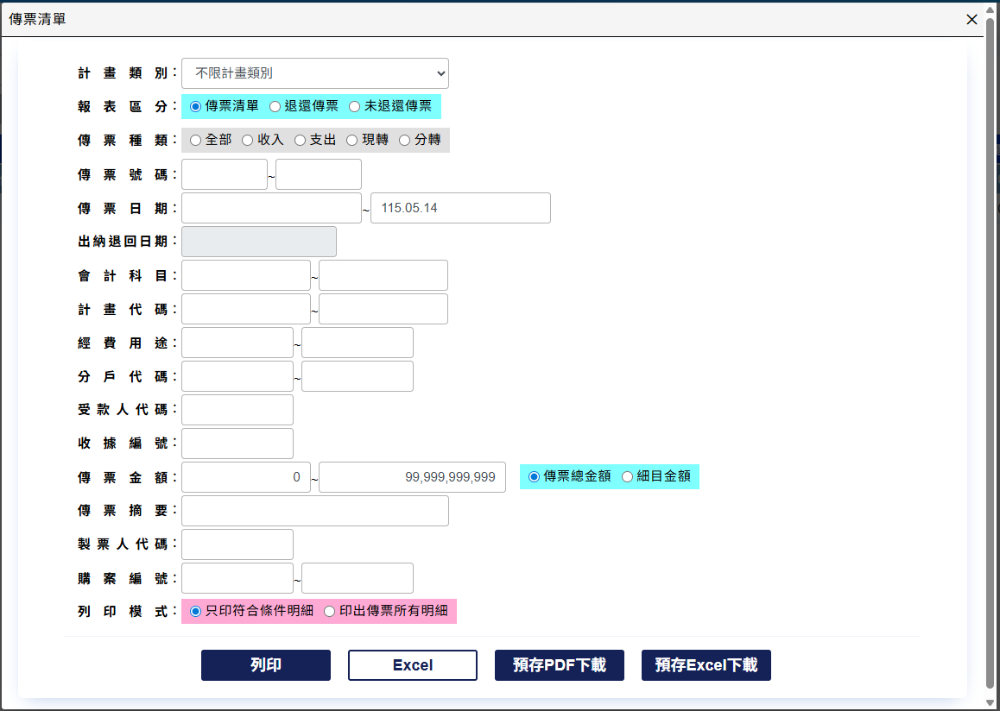 傳票清單
計畫類別： 不限計畫類別
報表區分： 傳票清單 退還傳票 未退還傳票
傳票種類： 全部 收入 支出 現轉 分轉
傳票號碼： ~
傳票日期： ~ 115.05.14
出納退回日期：
會計科目： ~
計畫代碼： ~
經費用途： ~
分戶代碼： ~
受款人代碼：
收據編號：
傳票金額： 0 ~ 99,999,999,999 傳票總金額 細目金額
傳票摘要：
製票人代碼：
購案編號： ~
列印模式： 只印符合條件明細 印出傳票所有明細
列印 Excel 預存PDF下載 預存Excel下載